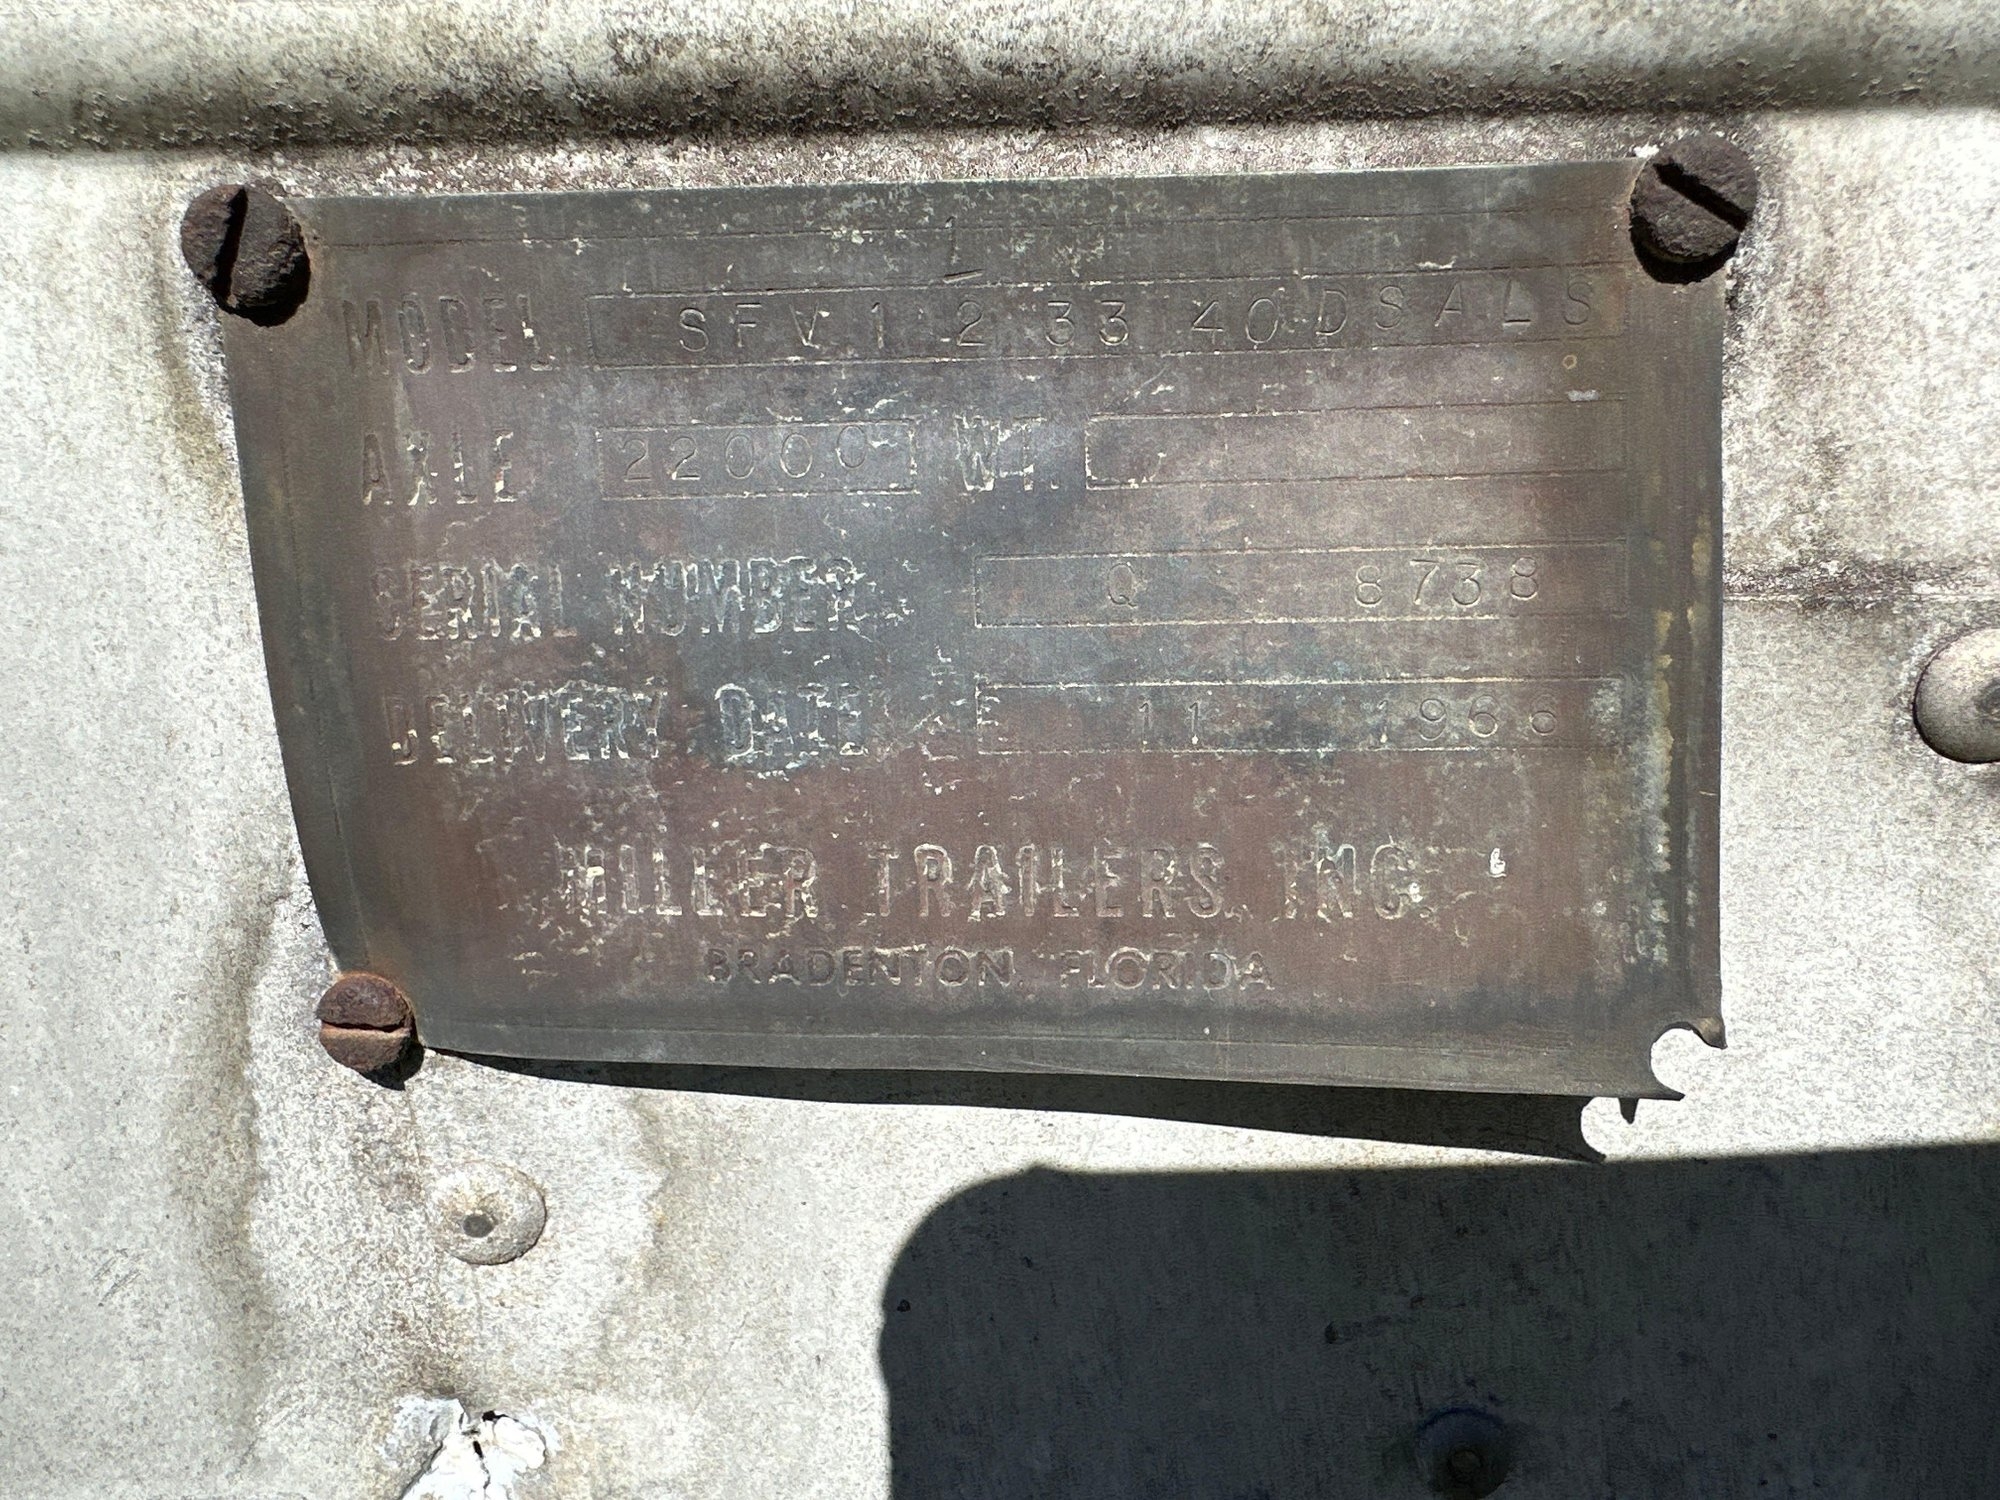 MODEL SFV 1 2 33 40 DSALS
AXLE 22000 WT.
SERIAL NUMBER Q 8738
DELIVERY DATE 11 1966
MILLER TRAILERS, INC.
BRADENTON, FLORIDA